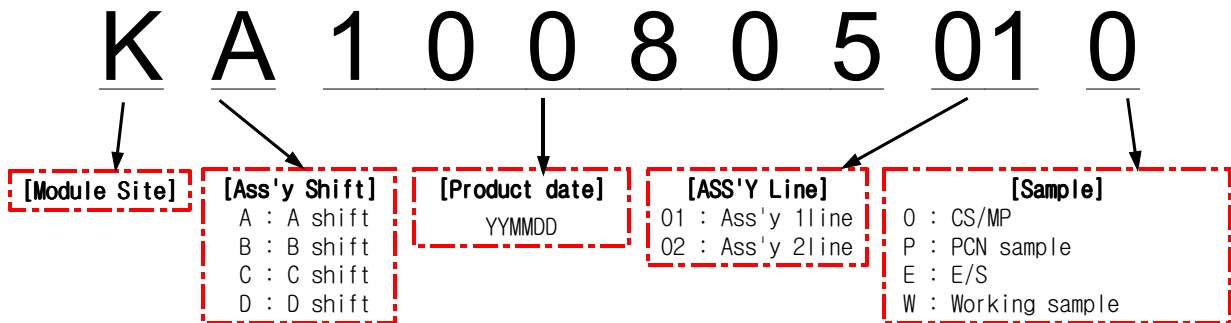 K A 1 0 0 8 0 5 01 0
[Module Site]
[Ass'y Shift]
A : A shift
B : B shift
C : C shift
D : D shift
[Product date]
YYMMDD
[ASS'Y Line]
01 : Ass'y 1line
02 : Ass'y 2line
[Sample]
0 : CS/MP
P : PCN sample
E : E/S
W : Working sample